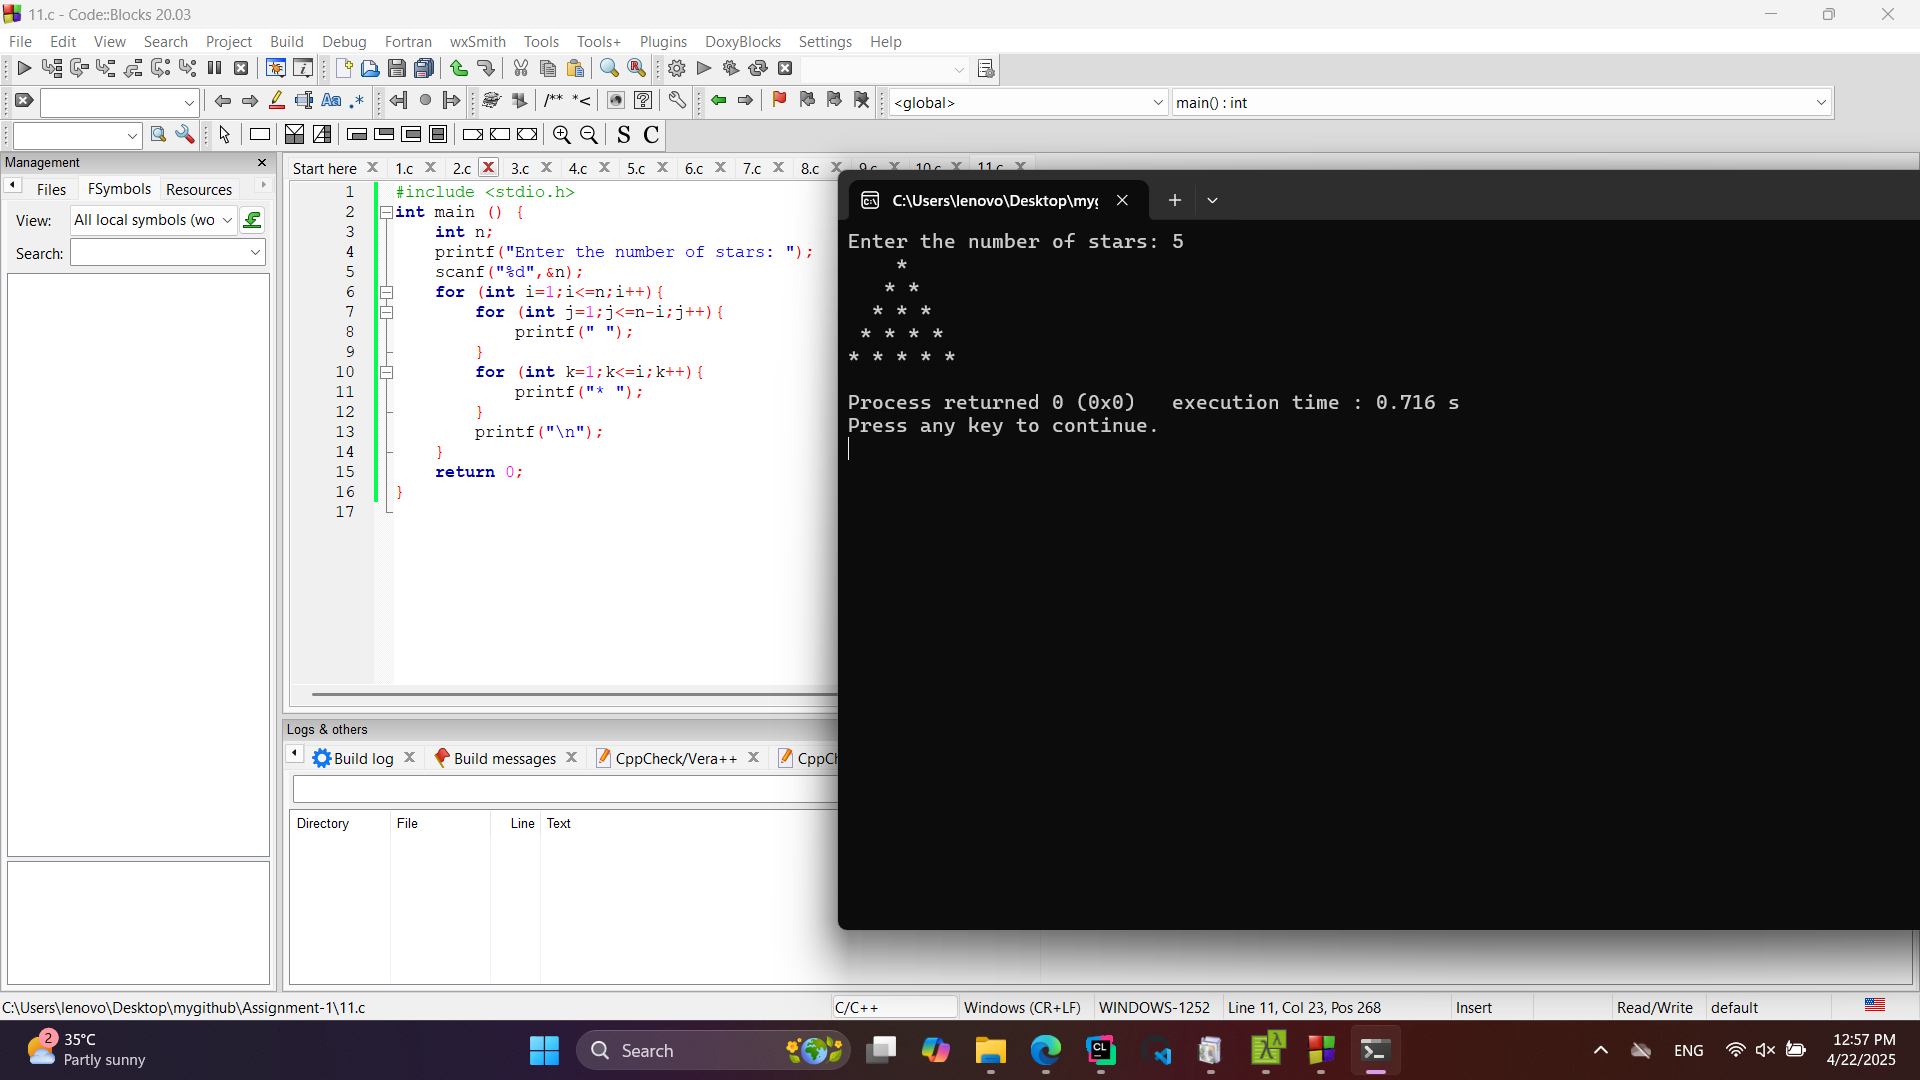 11.c - Code::Blocks 20.03
File Edit View Search Project Build Debug Fortran wxSmith Tools Tools+ Plugins DoxyBlocks Settings Help
<global> main() : int
S C
Management
Files FSymbols Resources
View: All local symbols (wo
Search:
Start here 1.c 2.c 3.c 4.c 5.c 6.c 7.c 8.c 9.c 10.c 11.c
1 #include <stdio.h>
2 int main () {
3     int n;
4     printf("Enter the number of stars: ");
5     scanf("%d",&n);
6     for (int i=1;i<=n;i++){
7         for (int j=1;j<=n-i;j++){
8             printf(" ");
9         }
10         for (int k=1;k<=i;k++){
11             printf("* ");
12         }
13         printf("\n");
14     }
15     return 0;
16 }
17
C:\Users\lenovo\Desktop\my
Enter the number of stars: 5
    *
   * *
  * * *
 * * * *
* * * * *
Process returned 0 (0x0)   execution time : 0.716 s
Press any key to continue.
Logs & others
Build log Build messages CppCheck/Vera++ CppCh
Directory File Line Text
C:\Users\lenovo\Desktop\mygithub\Assignment-1\11.c C/C++ Windows (CR+LF) WINDOWS-1252 Line 11, Col 23, Pos 268 Insert Read/Write default
2 35°C
Partly sunny
Search
CL
ENG
12:57 PM
4/22/2025